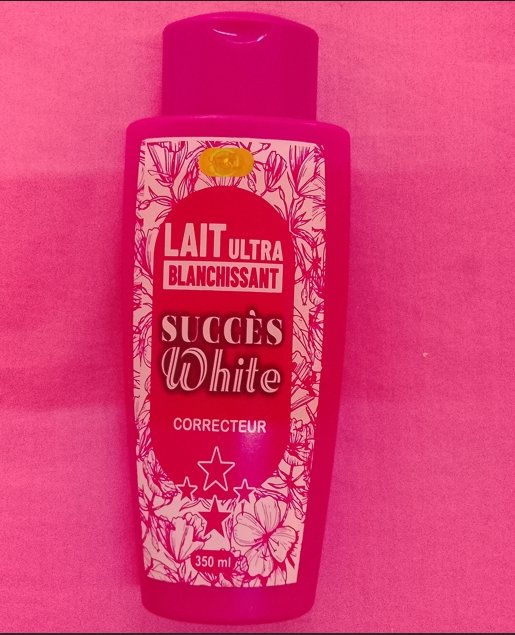 LAIT ULTRA
BLANCHISSANT
SUCCÈS
White
CORRECTEUR
350 ml